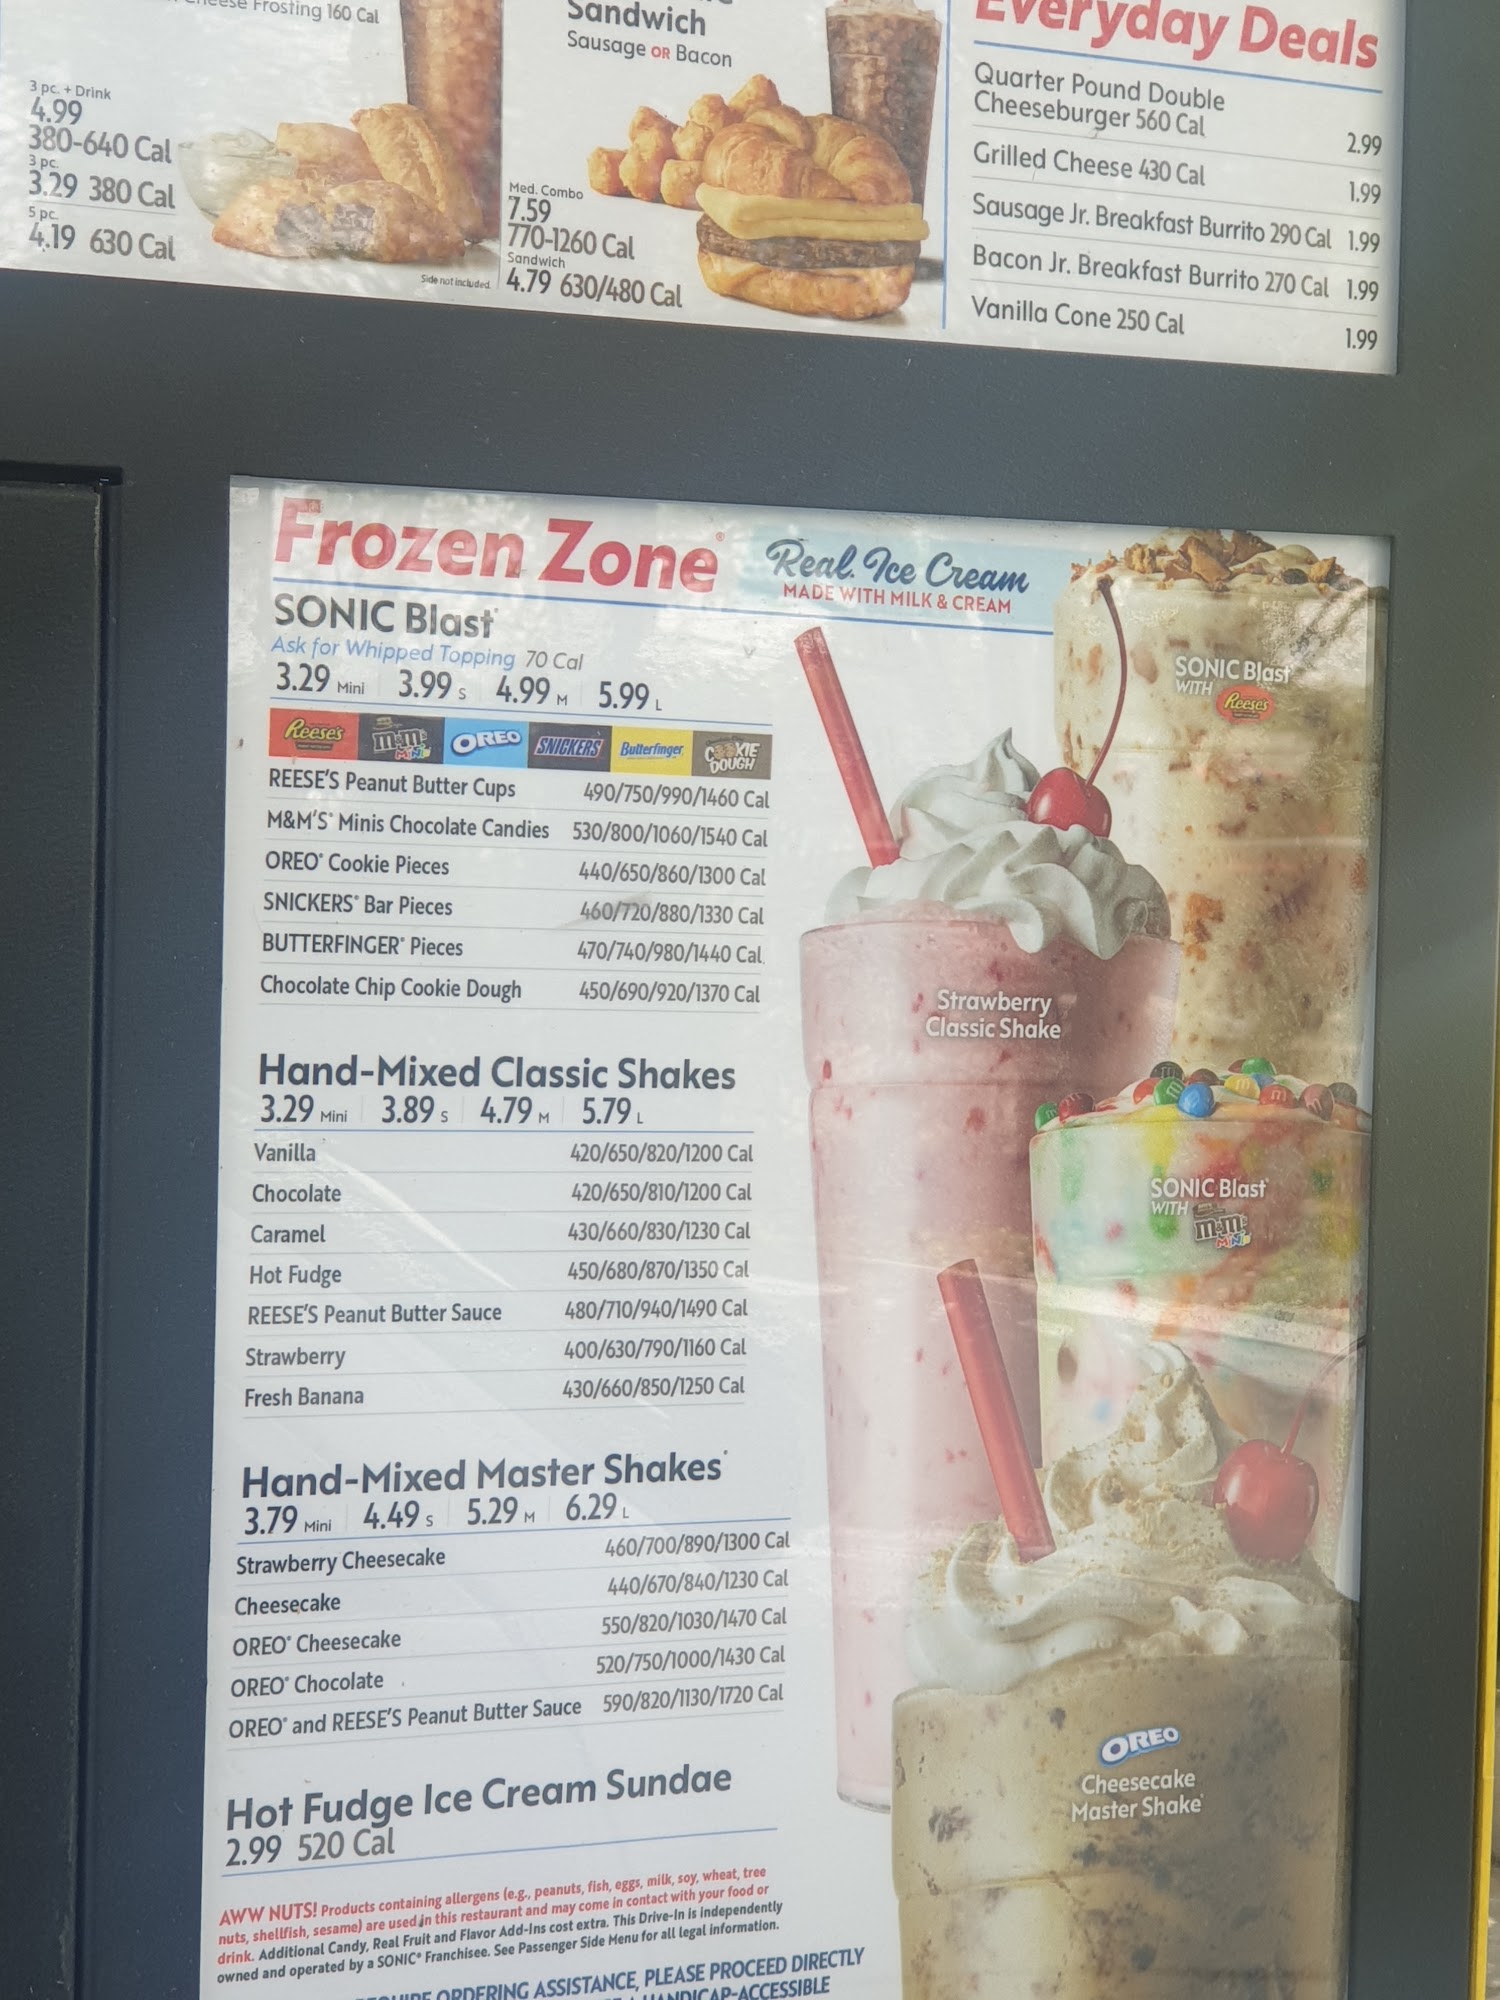 Frosting 160 Cal
3 pc. + Drink
4.99
380-640 Cal
3 pc.
3.29 380 Cal
5 pc.
4.19 630 Cal
Side not included.
Sandwich
Sausage OR Bacon
Med. Combo
7.59
770-1260 Cal
Sandwich
4.79 630/480 Cal
Everyday Deals
Quarter Pound Double
Cheeseburger 560 Cal 2.99
Grilled Cheese 430 Cal 1.99
Sausage Jr. Breakfast Burrito 290 Cal 1.99
Bacon Jr. Breakfast Burrito 270 Cal 1.99
Vanilla Cone 250 Cal 1.99
Frozen Zone®
Real Ice Cream
MADE WITH MILK & CREAM
SONIC Blast®
Ask for Whipped Topping 70 Cal
3.29 Mini 3.99 S 4.99 M 5.99 L
Reese's m&m's MINIS OREO SNICKERS Butterfinger COOKIE DOUGH
REESE'S Peanut Butter Cups 490/750/990/1460 Cal
M&M'S® Minis Chocolate Candies 530/800/1060/1540 Cal
OREO® Cookie Pieces 440/650/860/1300 Cal
SNICKERS® Bar Pieces 460/720/880/1330 Cal
BUTTERFINGER® Pieces 470/740/980/1440 Cal
Chocolate Chip Cookie Dough 450/690/920/1370 Cal
Hand-Mixed Classic Shakes
3.29 Mini 3.89 S 4.79 M 5.79 L
Vanilla 420/650/820/1200 Cal
Chocolate 420/650/810/1200 Cal
Caramel 430/660/830/1230 Cal
Hot Fudge 450/680/870/1350 Cal
REESE'S Peanut Butter Sauce 480/710/940/1490 Cal
Strawberry 400/630/790/1160 Cal
Fresh Banana 430/660/850/1250 Cal
Hand-Mixed Master Shakes®
3.79 Mini 4.49 S 5.29 M 6.29 L
Strawberry Cheesecake 460/700/890/1300 Cal
Cheesecake 440/670/840/1230 Cal
OREO® Cheesecake 550/820/1030/1470 Cal
OREO® Chocolate 520/750/1000/1430 Cal
OREO® and REESE'S Peanut Butter Sauce 590/820/1130/1720 Cal
Hot Fudge Ice Cream Sundae
2.99 520 Cal
AWW NUTS! Products containing allergens (e.g., peanuts, fish, eggs, milk, soy, wheat, tree
nuts, shellfish, sesame) are used in this restaurant and may come in contact with your food or
drink. Additional Candy, Real Fruit and Flavor Add-Ins cost extra. This Drive-In is independently
owned and operated by a SONIC® Franchisee. See Passenger Side Menu for all legal information.
ORDERING ASSISTANCE, PLEASE PROCEED DIRECTLY
HANDICAP-ACCESSIBLE
SONIC Blast®
WITH Reese's
Strawberry
Classic Shake
SONIC Blast®
WITH m&m's
MINIS
OREO
Cheesecake
Master Shake®